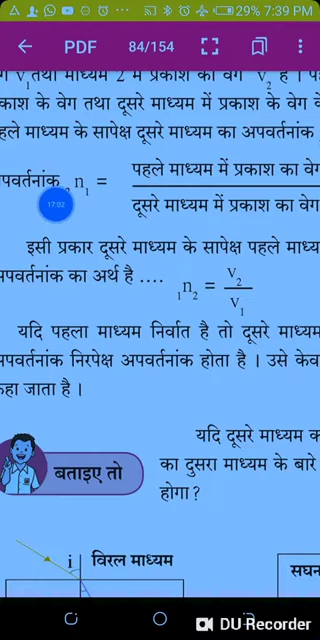 29% 7:39 PM
PDF 84/154
v₁ तथा माध्यम 2 में प्रकाश का वेग v₂ है । पह
काश के वेग तथा दूसरे माध्यम में प्रकाश के वेग के
हले माध्यम के सापेक्ष दूसरे माध्यम का अपवर्तनांक
पवर्तनांक ₂n₁ = पहले माध्यम में प्रकाश का वेग
दूसरे माध्यम में प्रकाश का वेग
17:02
इसी प्रकार दूसरे माध्यम के सापेक्ष पहले माध्य
अपवर्तनांक का अर्थ है .... ₁n₂ = v₂
v₁
यदि पहला माध्यम निर्वात है तो दूसरे माध्यम
अपवर्तनांक निरपेक्ष अपवर्तनांक होता है । उसे केव
कहा जाता है ।
बताइए तो
यदि दूसरे माध्यम क
का दुसरा माध्यम के बारे
होगा ?
i विरल माध्यम
सघन
DU Recorder